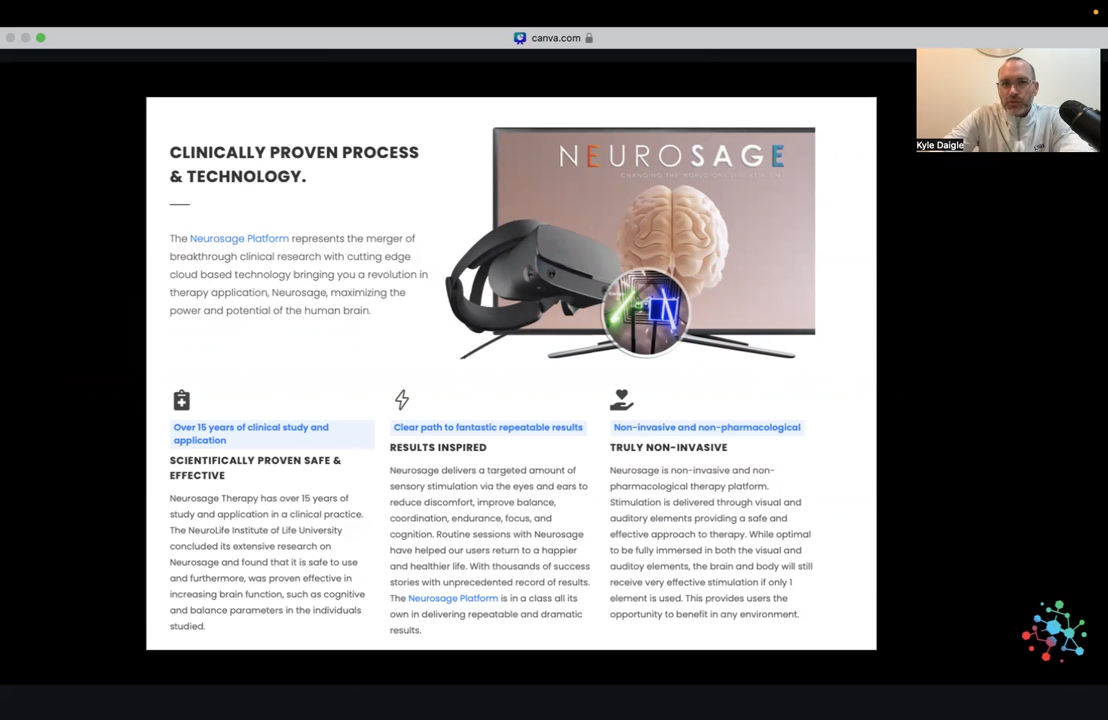 canva.com
Kyle Daigle
CLINICALLY PROVEN PROCESS
& TECHNOLOGY.
NEUROSAGE
The Neurosage Platform represents the merger of
breakthrough clinical research with cutting edge
cloud based technology bringing you a revolution in
therapy application, Neurosage, maximizing the
power and potential of the human brain.
Over 15 years of clinical study and
application
SCIENTIFICALLY PROVEN SAFE &
EFFECTIVE
Neurosage Therapy has over 15 years of
study and application in a clinical practice.
The NeuroLife Institute of Life University
concluded its extensive research on
Neurosage and found that it is safe to use
and furthermore, was proven effective in
increasing brain function, such as cognitive
and balance parameters in the individuals
studied.
Clear path to fantastic repeatable results
RESULTS INSPIRED
Neurosage delivers a targeted amount of
sensory stimulation via the eyes and ears to
reduce discomfort, improve balance,
coordination, endurance, focus, and
cognition. Routine sessions with Neurosage
have helped our users return to a happier
and healthier life. With thousands of success
stories with unprecedented record of results.
The Neurosage Platform is in a class all its
own in delivering repeatable and dramatic
results.
Non-invasive and non-pharmacological
TRULY NON-INVASIVE
Neurosage is non-invasive and non-
pharmacological therapy platform.
Stimulation is delivered through visual and
auditory elements providing a safe and
effective approach to therapy. While optimal
to be fully immersed in both the visual and
auditoy elements, the brain and body will still
receive very effective stimulation if only 1
element is used. This provides users the
opportunity to benefit in any environment.